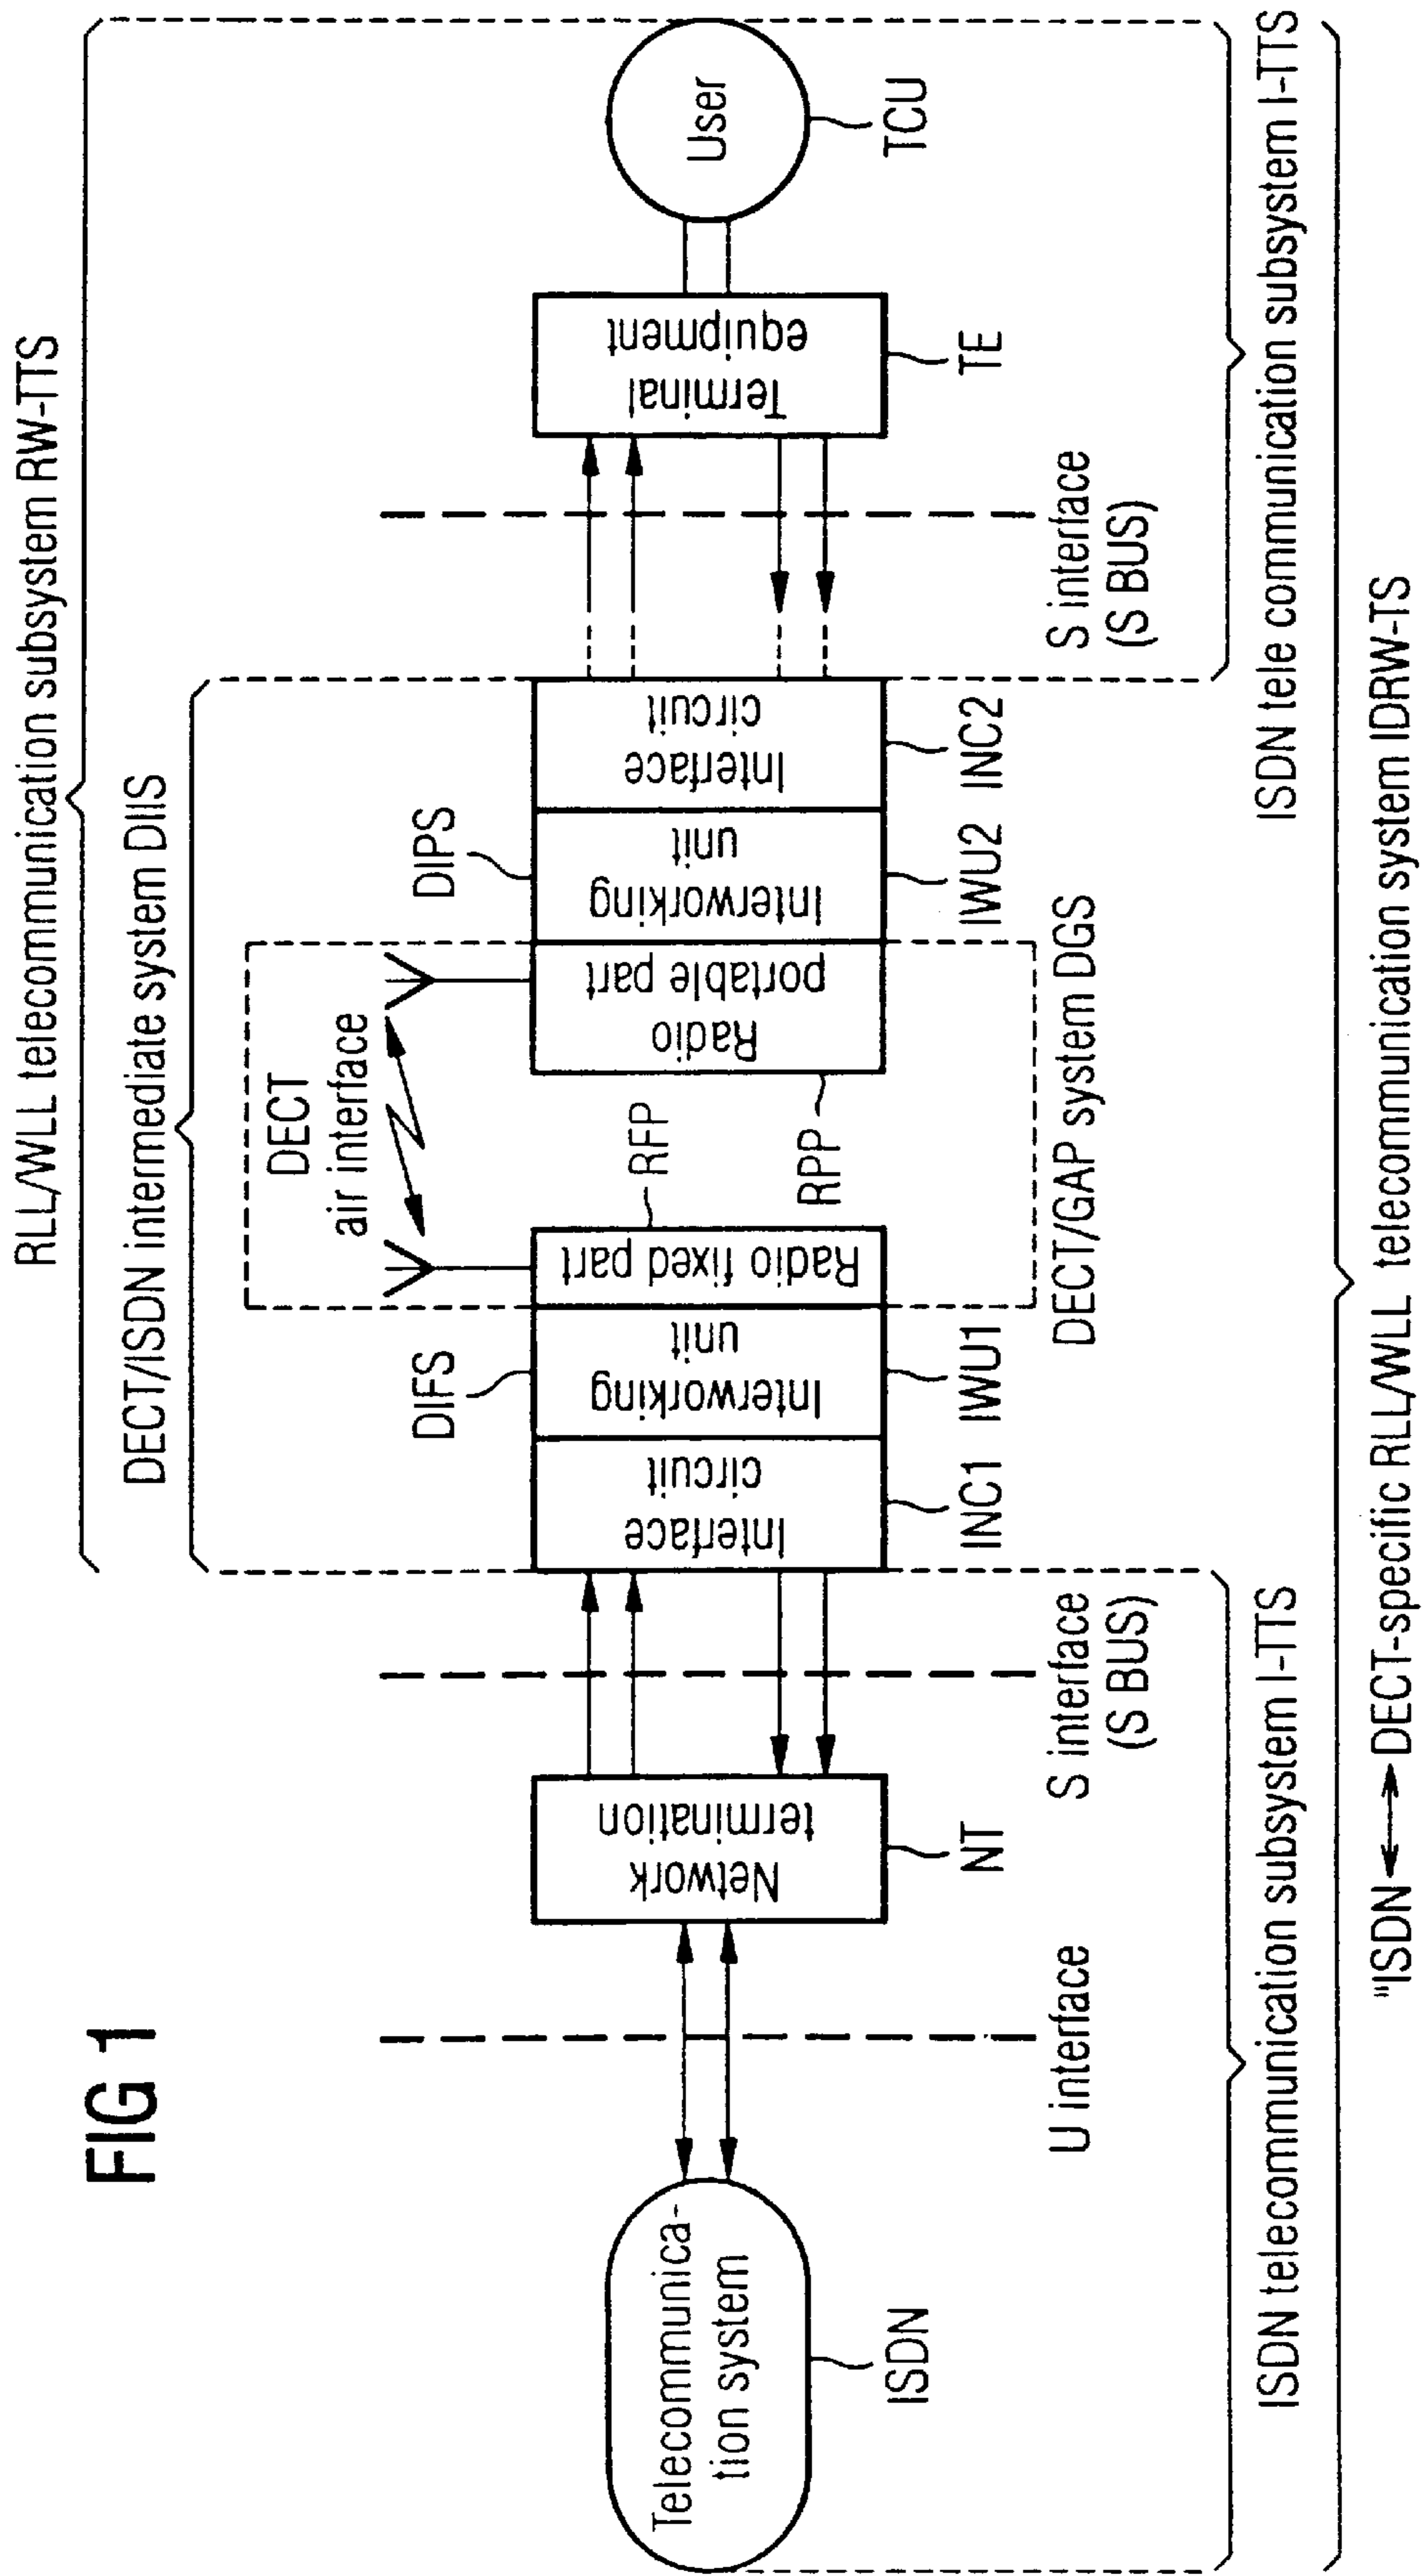 FIG 1
RLL/WLL telecommunication subsystem RW-TTS
DECT/ISDN intermediate system DIIS
DECT
air interface
DIFS
DIPS
RFP
RPP
Telecommunica-
tion system
Network
termination
Interface
circuit
Interworking
unit
Radio fixed part
Radio
portable part
Interworking
unit
Interface
circuit
Terminal
equipment
User
ISDN
NT
INC1
IWU1
IWU2
INC2
TE
TCU
U interface
S interface
(S BUS)
DECT/GAP system DGS
S interface
(S BUS)
ISDN telecommunication subsystem I-TTS
ISDN tele communication subsystem I-TTS
"ISDN ⟷ DECT-specific RLL/WLL telecommunication system IDRW-TS